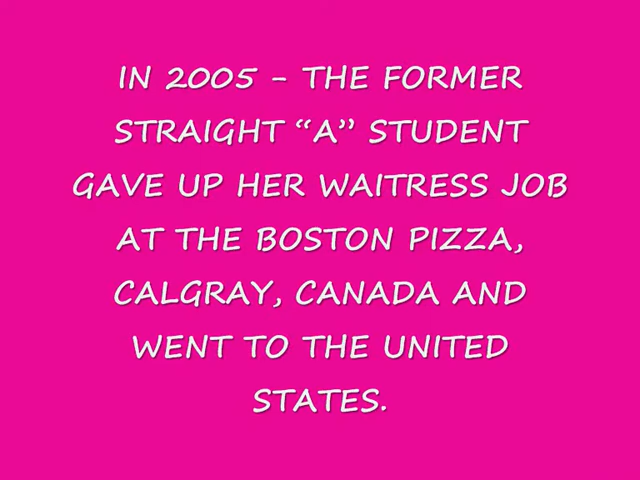 IN 2005 - THE FORMER
STRAIGHT “A” STUDENT
GAVE UP HER WAITRESS JOB
AT THE BOSTON PIZZA,
CALGRAY, CANADA AND
WENT TO THE UNITED
STATES.